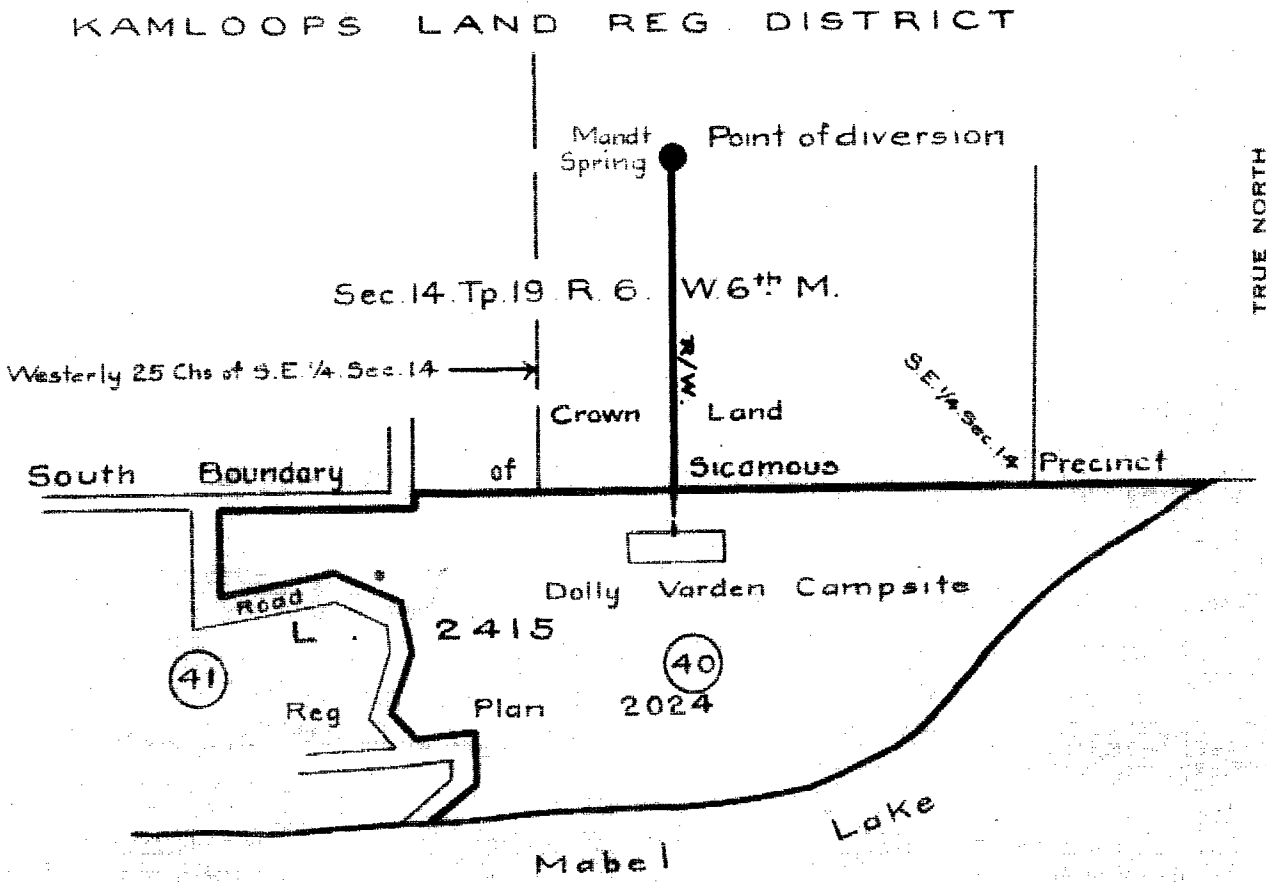 KAMLOOPS LAND REG. DISTRICT
Mandt
Spring
Point of diversion
TRUE NORTH
Sec. 14. Tp. 19 R. 6. W. 6th M.
R/W.
Westerly 25 Chs of S.E. 1/4 Sec. 14
S.E. 1/4 Sec. 14
Crown Land
South Boundary of Sicamous Precinct
Dolly Varden Campsite
Road
L. 2415
41
40
Reg Plan 2024
Mabel Lake